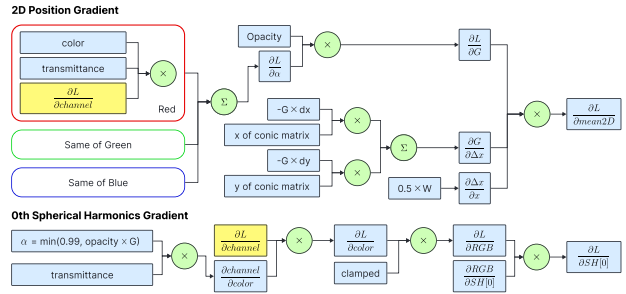 2D Position Gradient
color
transmittance
∂L/∂channel
×
Red
Same of Green
Same of Blue
Σ
Opacity
∂L/∂α
×
∂L/∂G
-G × dx
x of conic matrix
×
-G × dy
y of conic matrix
×
Σ
∂G/∂Δx
0.5 × W
∂Δx/∂x
×
∂L/∂mean2D
0th Spherical Harmonics Gradient
α = min(0.99, opacity × G)
transmittance
×
∂L/∂channel
∂channel/∂color
×
∂L/∂color
clamped
×
∂L/∂RGB
∂RGB/∂SH[0]
×
∂L/∂SH[0]